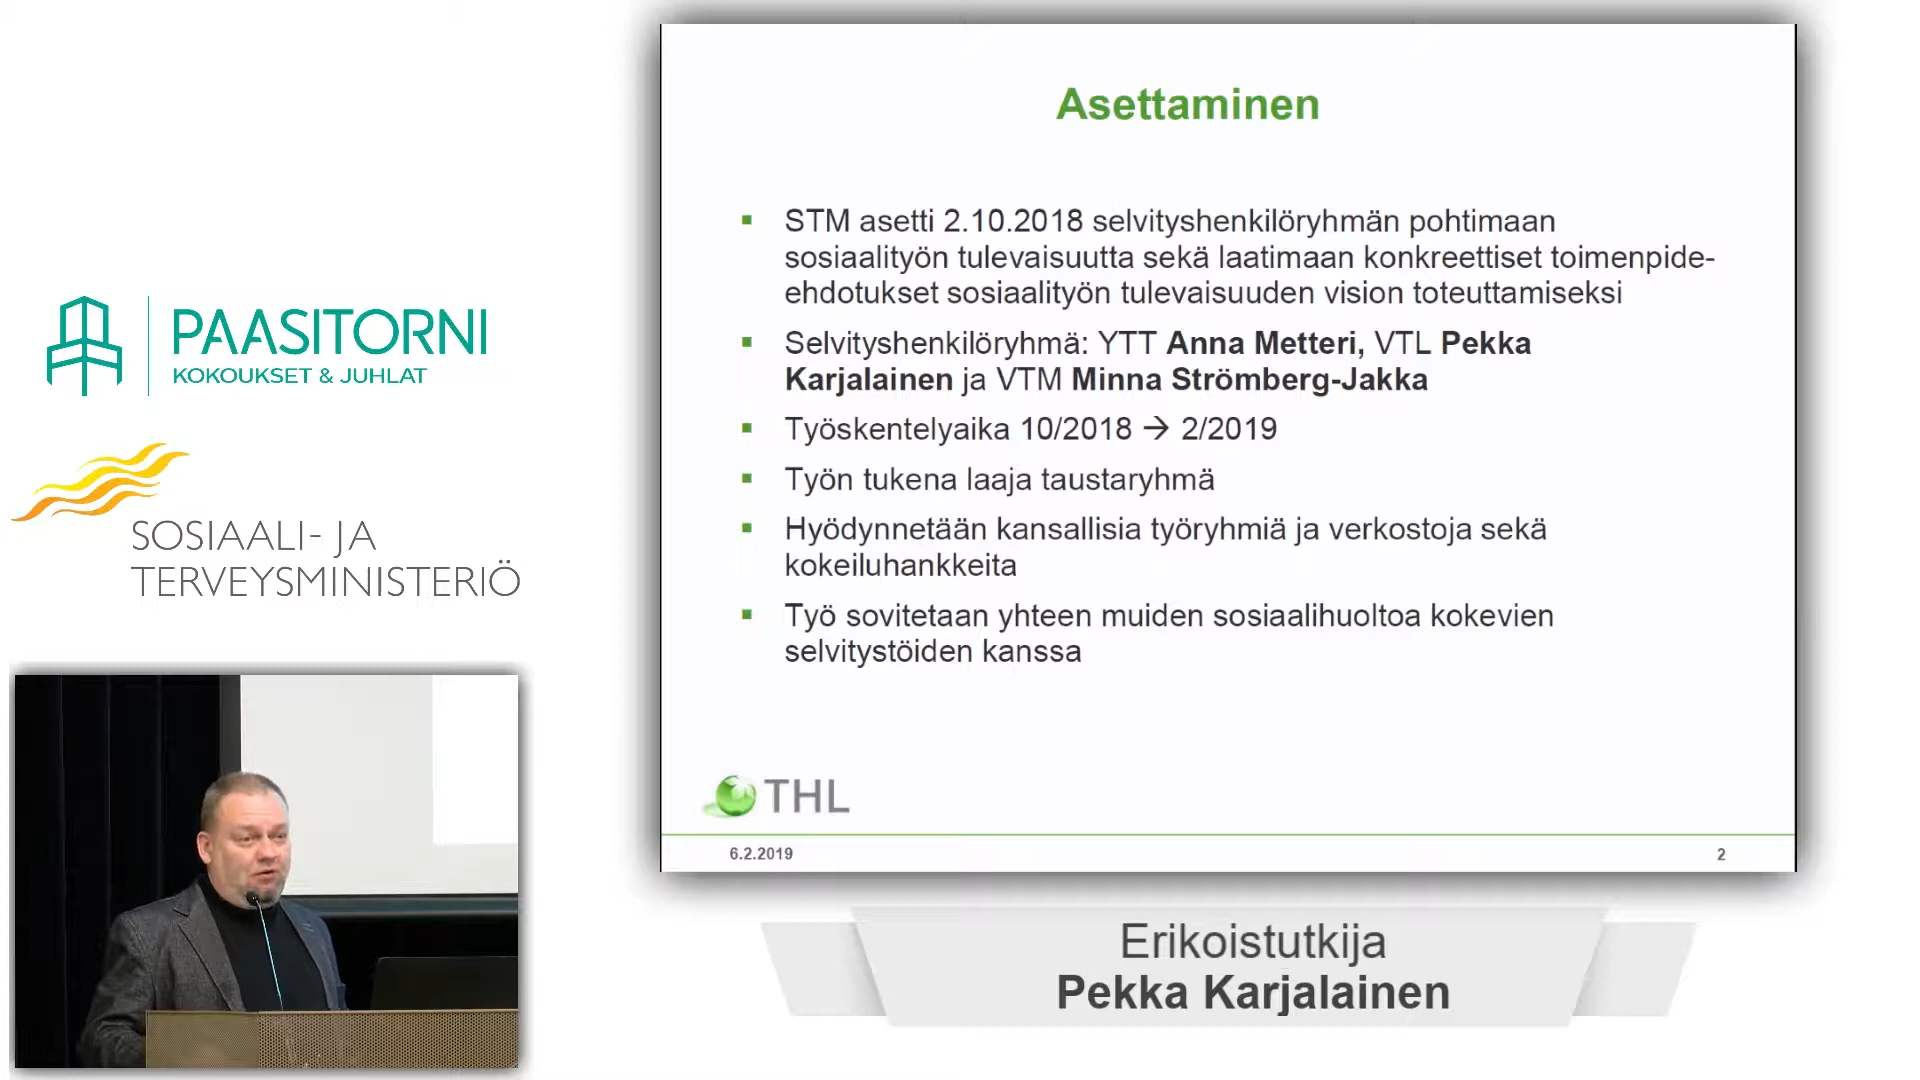 PAASITORNI
KOKOUKSET & JUHLAT
SOSIAALI- JA
TERVEYSMINISTERIÖ
Asettaminen
STM asetti 2.10.2018 selvityshenkilöryhmän pohtimaan
sosiaalityön tulevaisuutta sekä laatimaan konkreettiset toimenpide-
ehdotukset sosiaalityön tulevaisuuden vision toteuttamiseksi
Selvityshenkilöryhmä: YTT Anna Metteri, VTL Pekka
Karjalainen ja VTM Minna Strömberg-Jakka
Työskentelyaika 10/2018 → 2/2019
Työn tukena laaja taustaryhmä
Hyödynnetään kansallisia työryhmiä ja verkostoja sekä
kokeiluhankkeita
Työ sovitetaan yhteen muiden sosiaalihuoltoa kokevien
selvitystöiden kanssa
THL
6.2.2019
2
Erikoistutkija
Pekka Karjalainen